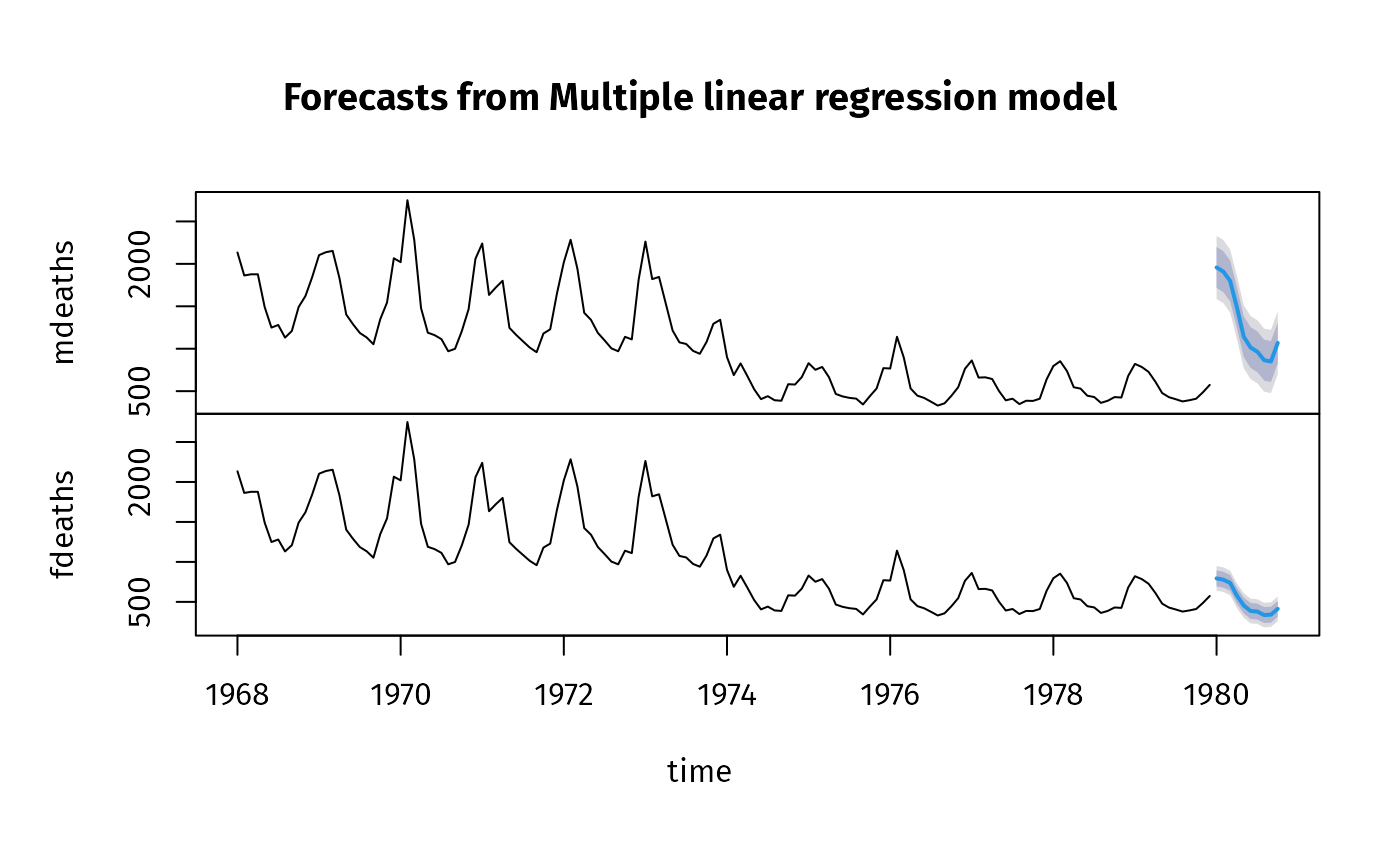 Forecasts from Multiple linear regression model
mdeaths
2000
500
fdeaths
2000
500
1968 1970 1972 1974 1976 1978 1980
time